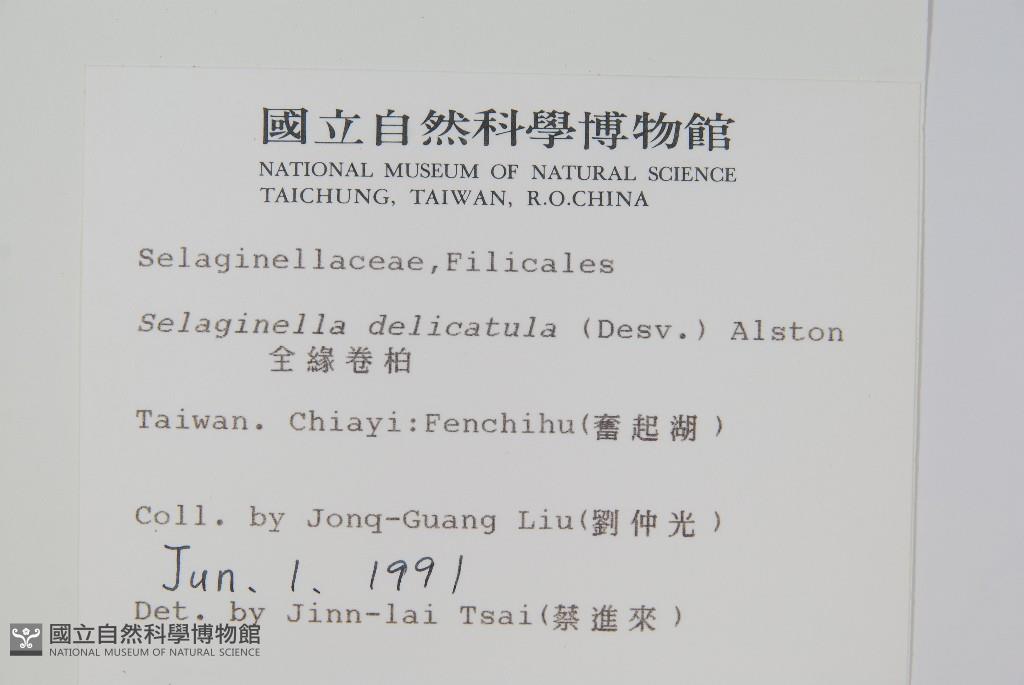 國立自然科學博物館
NATIONAL MUSEUM OF NATURAL SCIENCE
TAICHUNG, TAIWAN, R.O.CHINA
Selaginellaceae,Filicales
Selaginella delicatula (Desv.) Alston
全緣卷柏
Taiwan. Chiayi:Fenchihu(奮起湖)
Coll. by Jonq-Guang Liu(劉仲光)
Jun. 1. 1991
Det. by Jinn-lai Tsai(蔡進來)
國立自然科學博物館
NATIONAL MUSEUM OF NATURAL SCIENCE